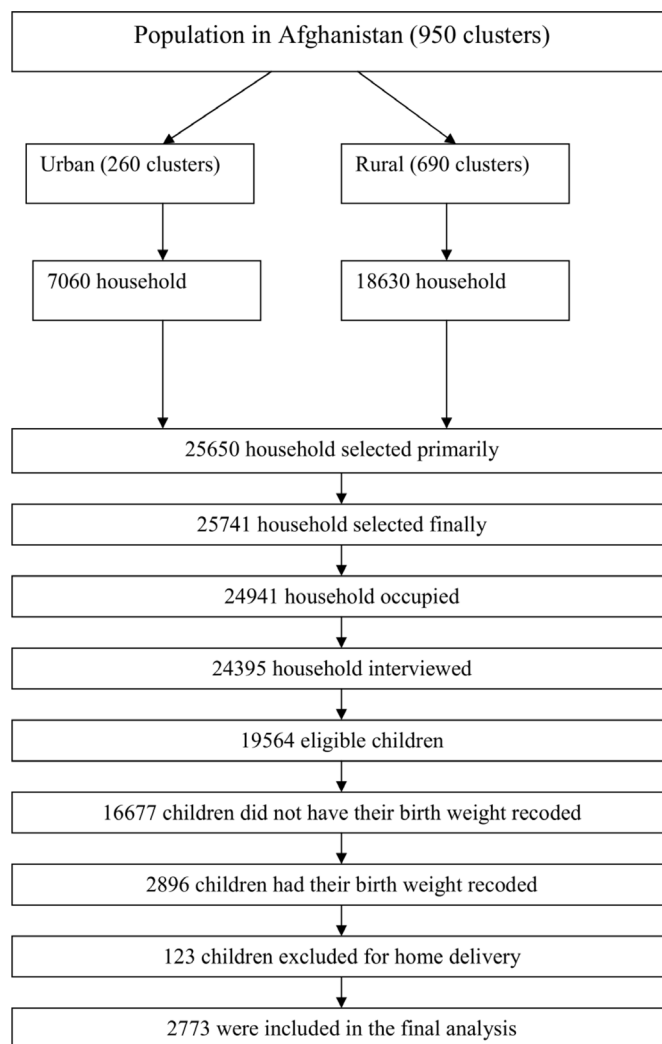 Population in Afghanistan (950 clusters)
Urban (260 clusters)
Rural (690 clusters)
7060 household
18630 household
25650 household selected primarily
25741 household selected finally
24941 household occupied
24395 household interviewed
19564 eligible children
16677 children did not have their birth weight recoded
2896 children had their birth weight recoded
123 children excluded for home delivery
2773 were included in the final analysis